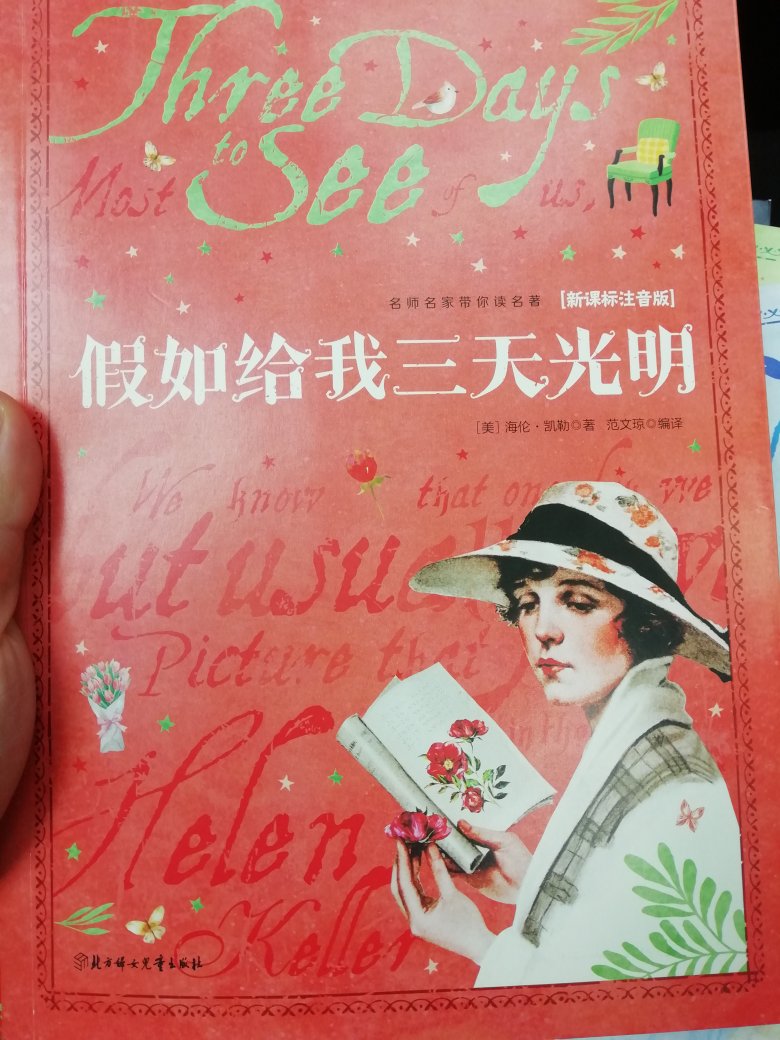 Three Days
to See
Most of us,
名师名家带你读名著 [新课标注音版]
假如给我三天光明
[美] 海伦·凯勒◎著 范文琼◎编译
We know that one we
but usual
Picture that
in the
Helen
Keller
北方妇女儿童出版社